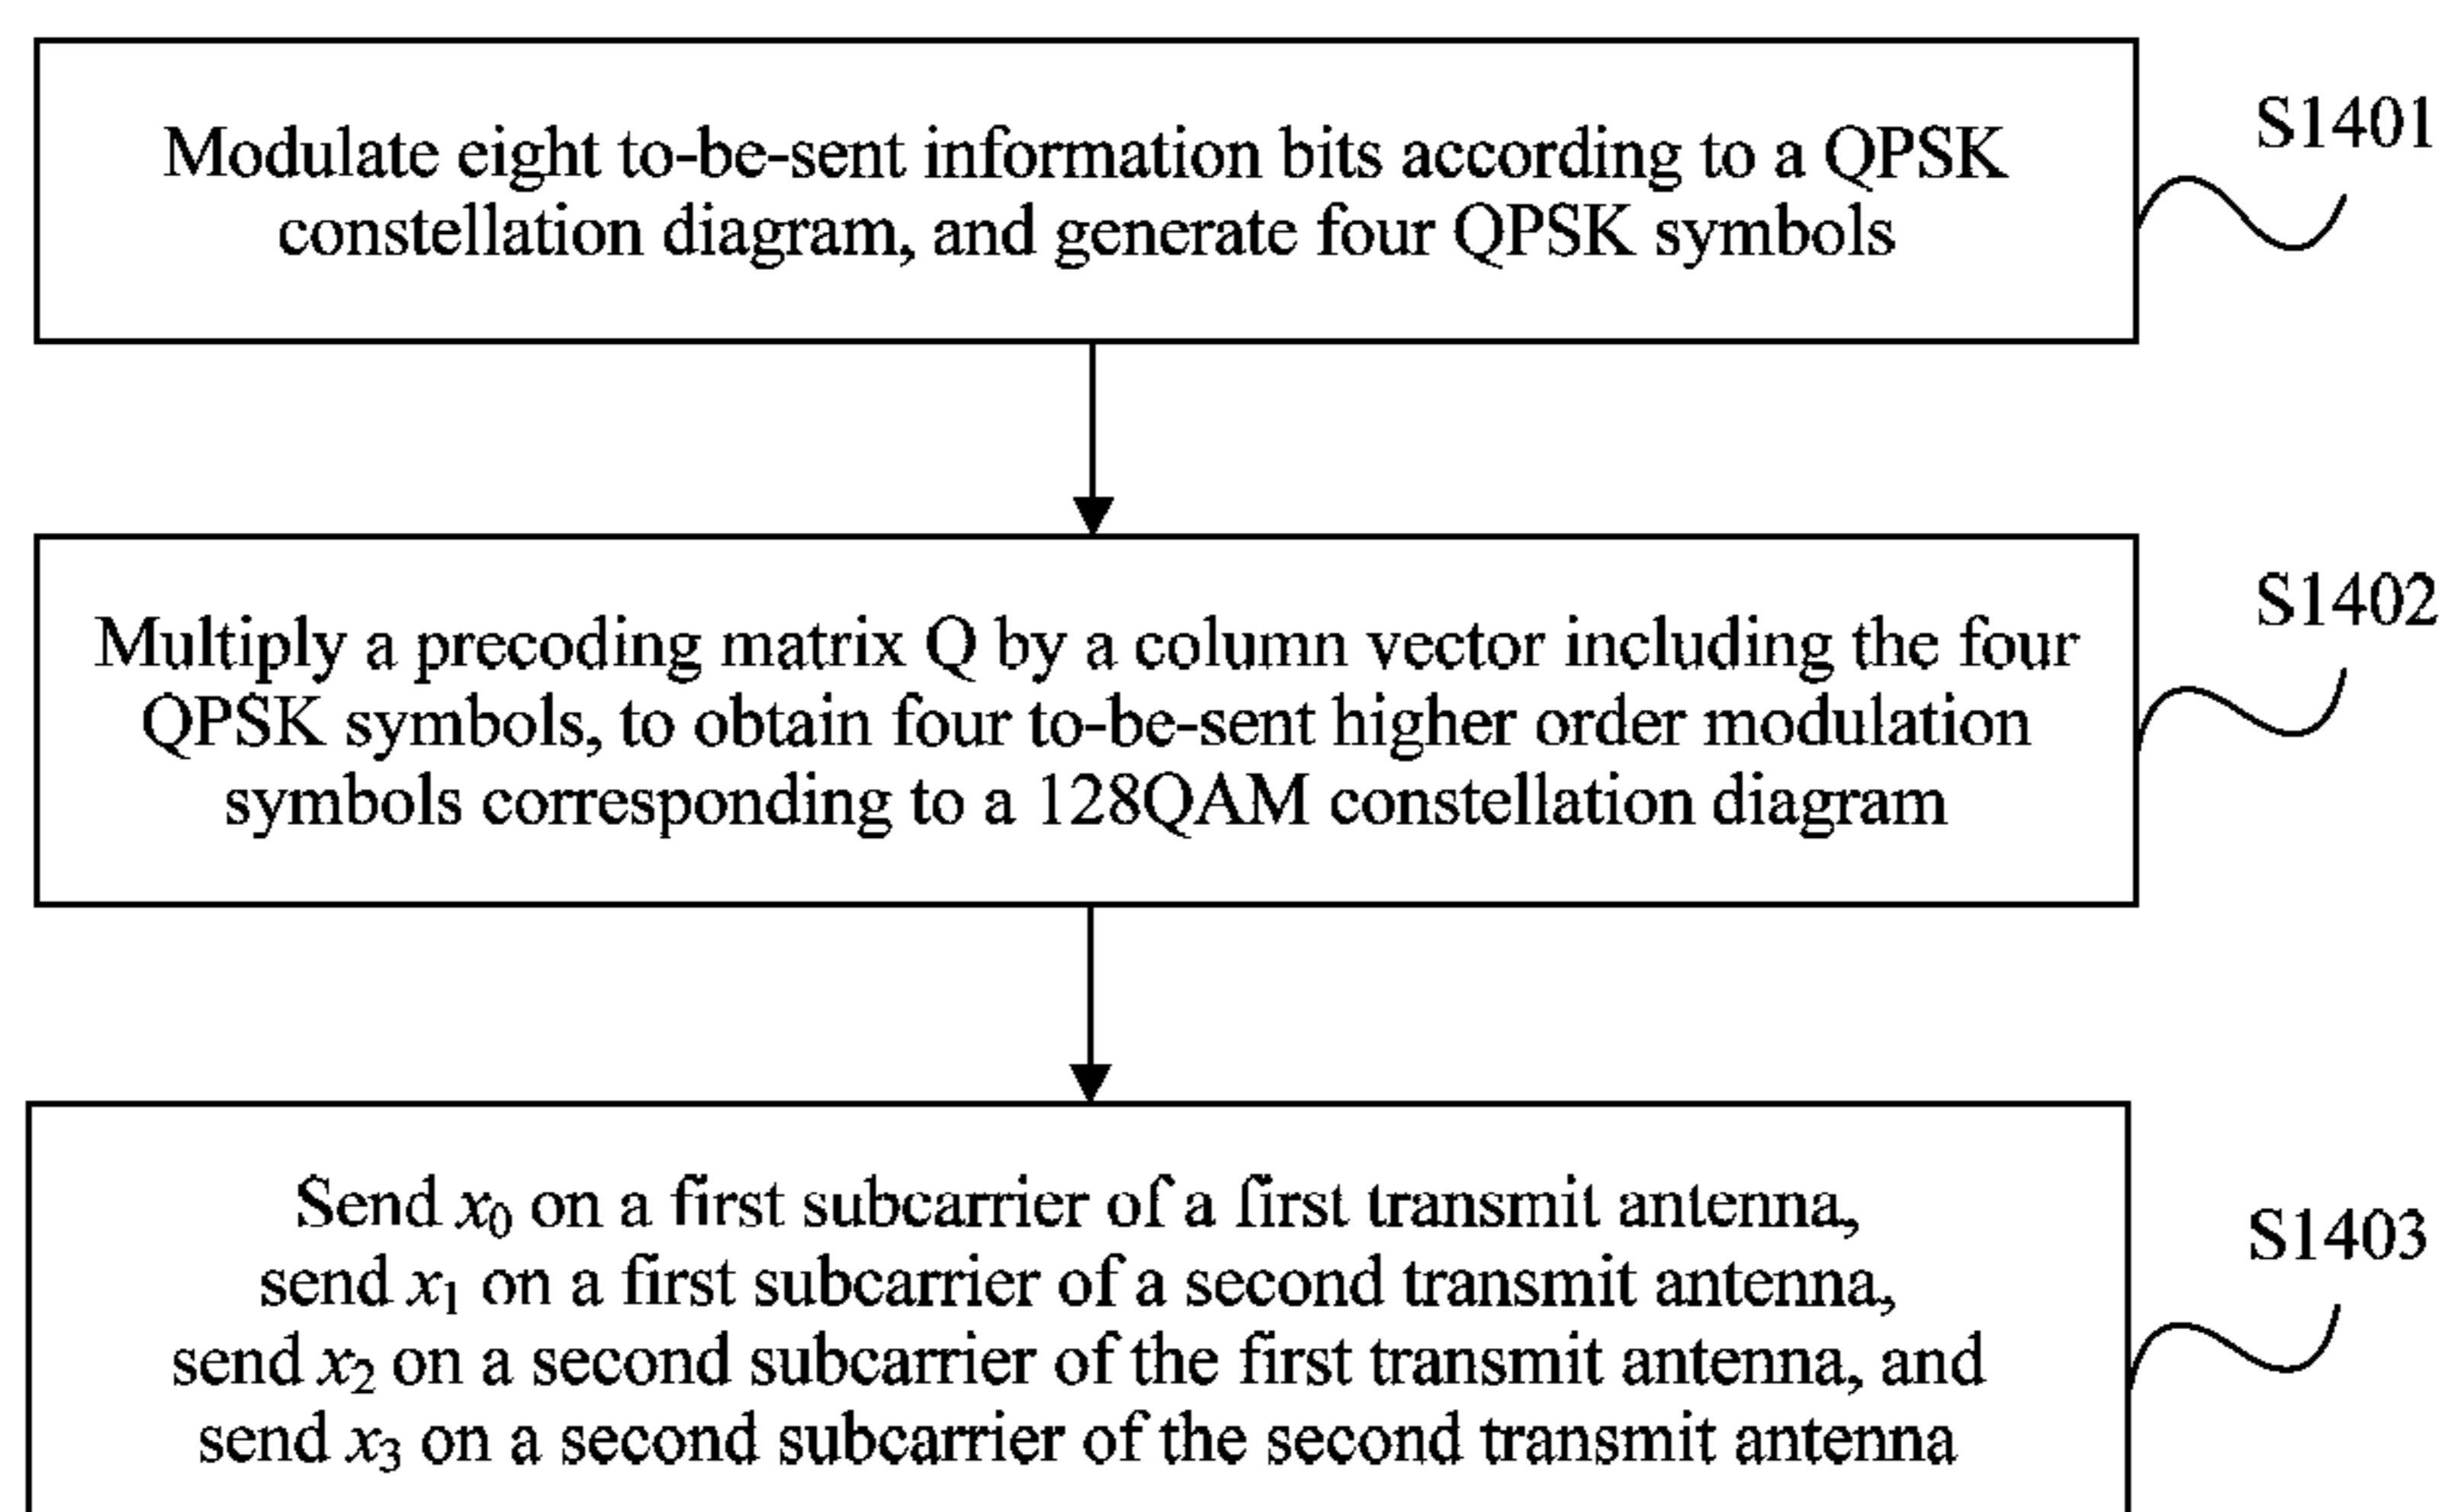 Modulate eight to-be-sent information bits according to a QPSK
constellation diagram, and generate four QPSK symbols
S1401
Multiply a precoding matrix Q by a column vector including the four
QPSK symbols, to obtain four to-be-sent higher order modulation
symbols corresponding to a 128QAM constellation diagram
S1402
Send x₀ on a first subcarrier of a first transmit antenna,
send x₁ on a first subcarrier of a second transmit antenna,
send x₂ on a second subcarrier of the first transmit antenna, and
send x₃ on a second subcarrier of the second transmit antenna
S1403